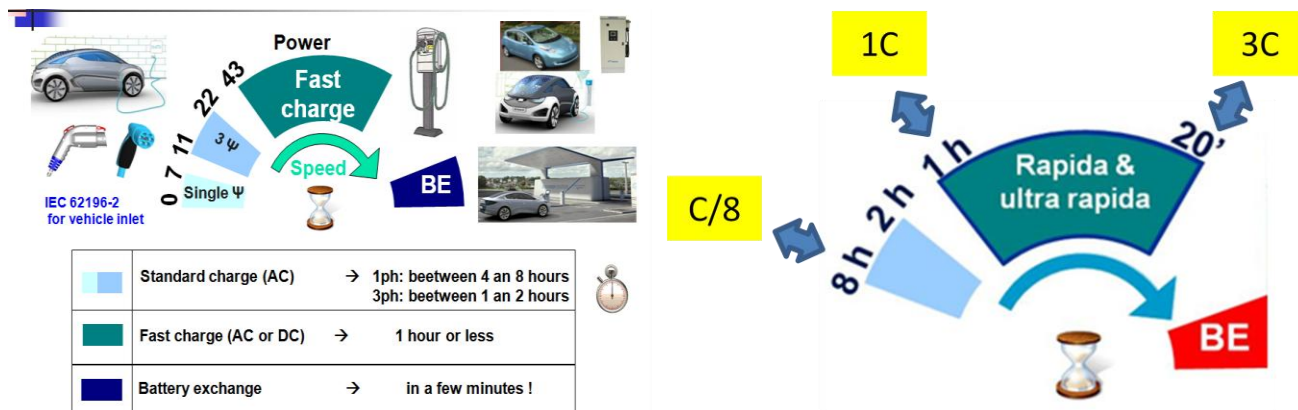 Power
0
7
11
22
43
Fast
charge
3 Ψ
Single Ψ
Speed
BE
IEC 62196-2
for vehicle inlet
Standard charge (AC) → 1ph: beetween 4 an 8 hours
3ph: beetween 1 an 2 hours
Fast charge (AC or DC) → 1 hour or less
Battery exchange → in a few minutes !
1C
3C
C/8
8h
2 h
1 h
20'
Rapida &
ultra rapida
BE